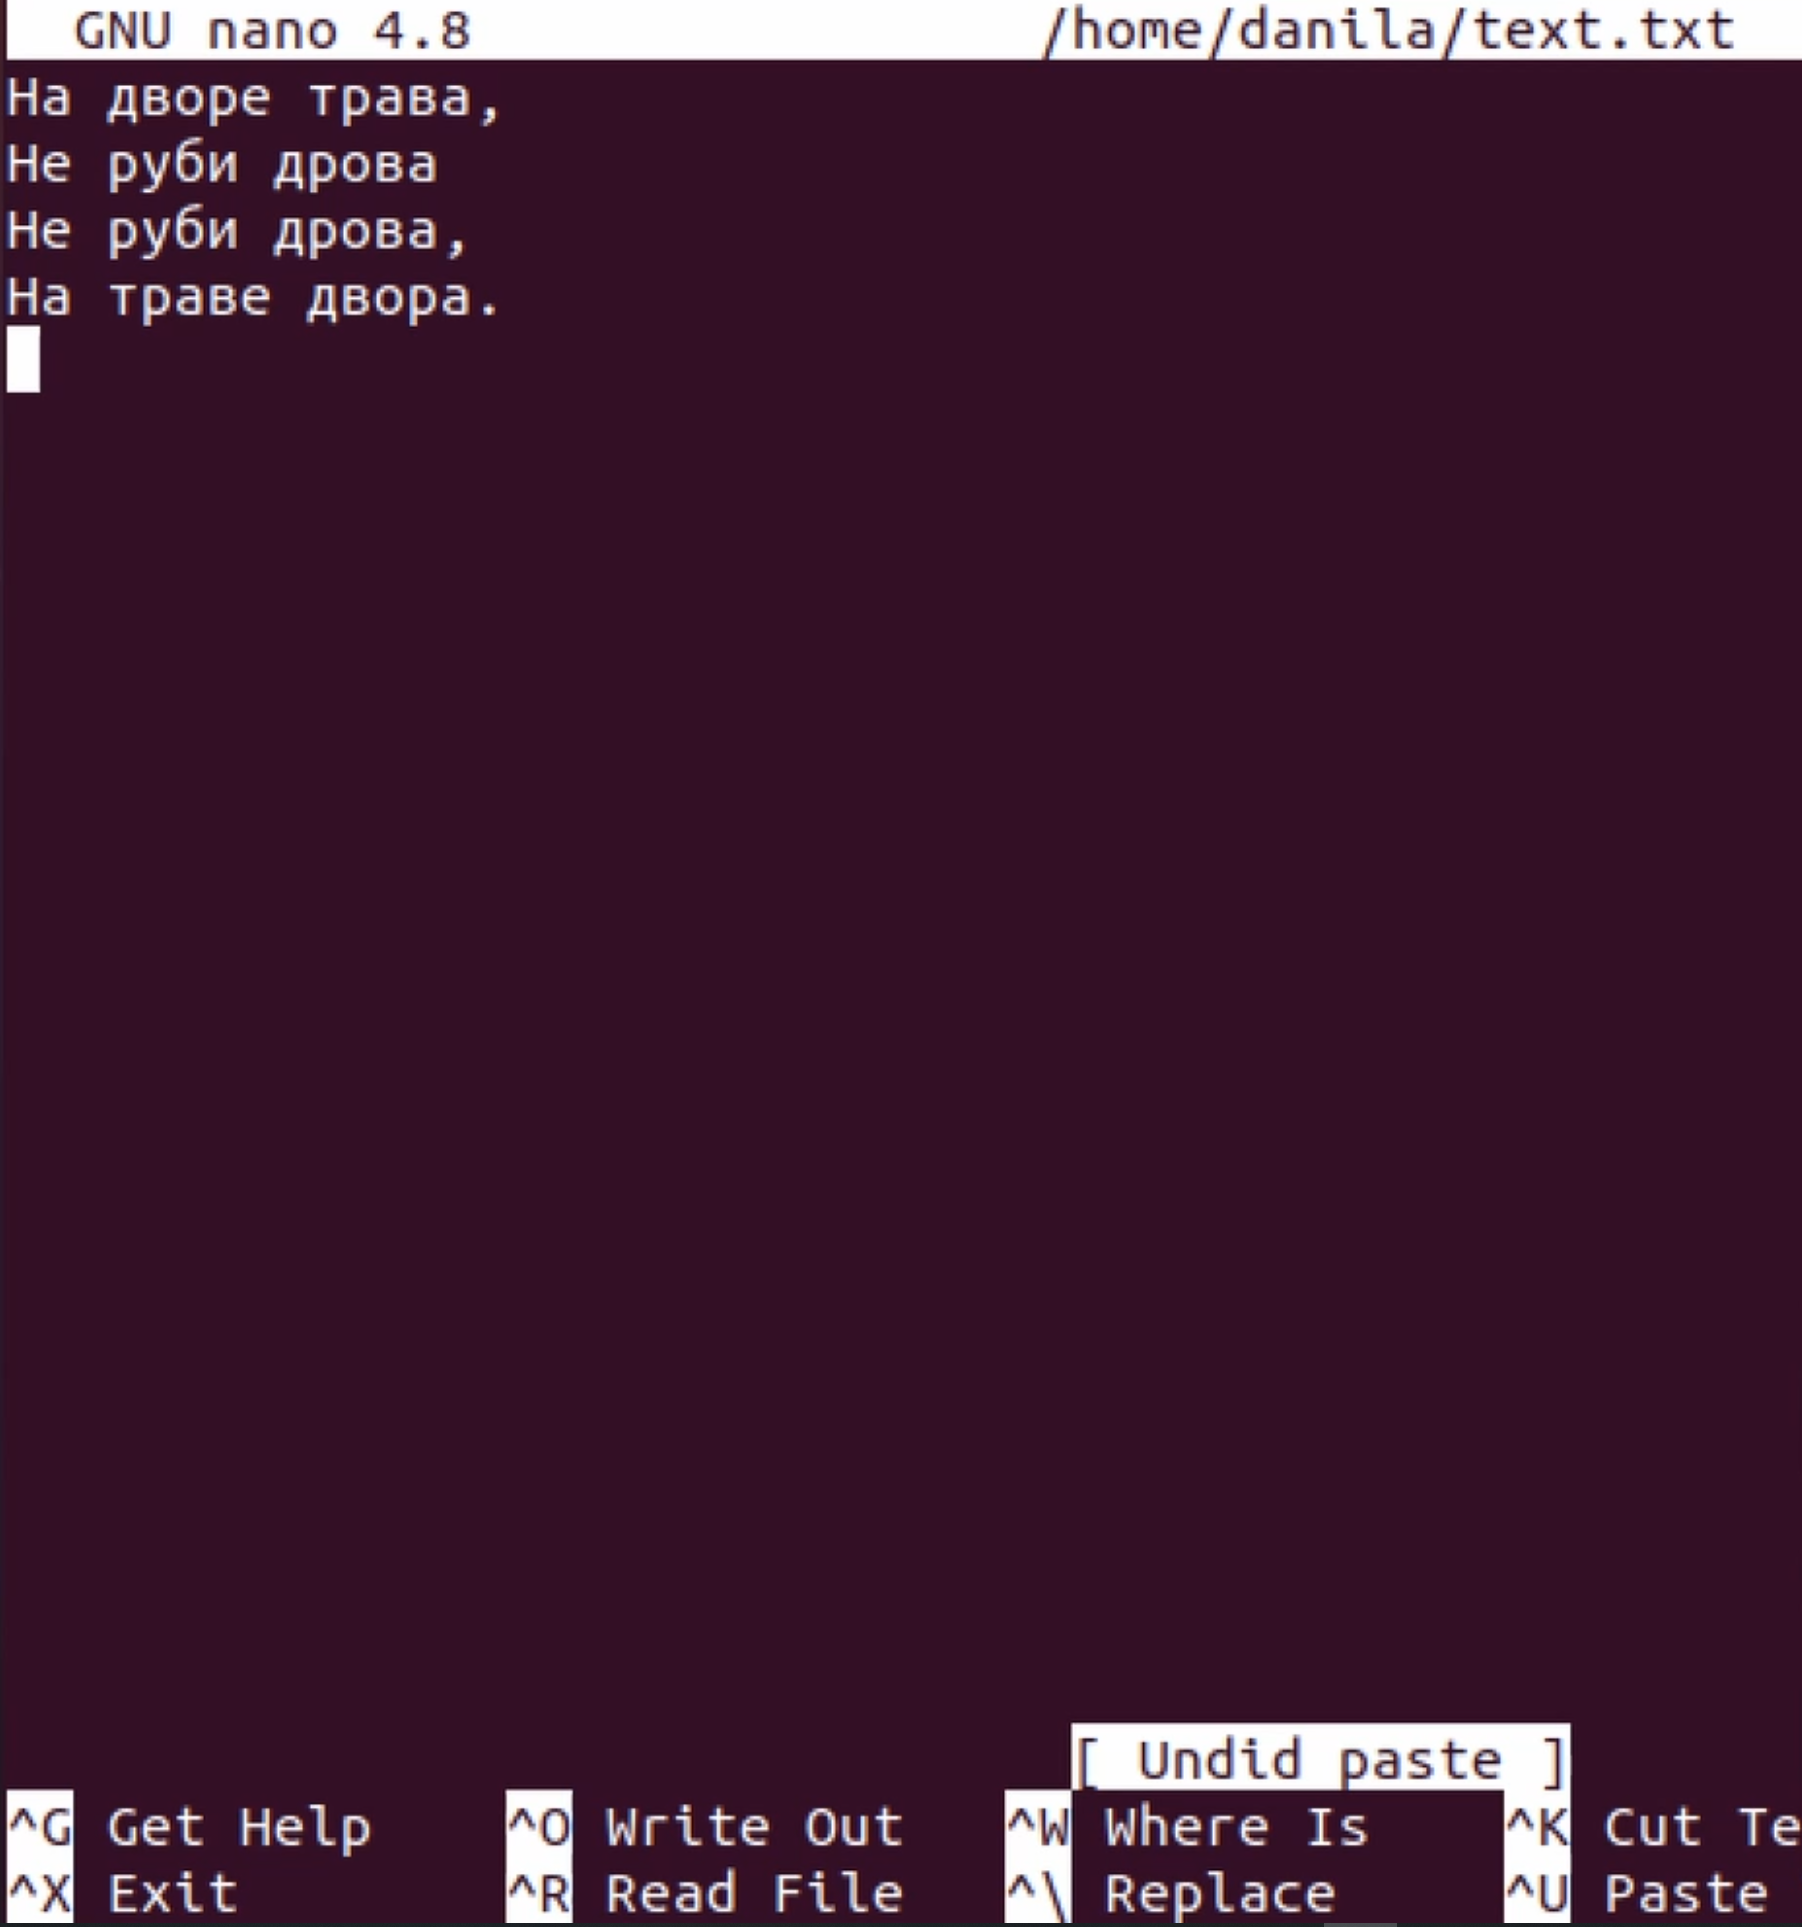 GNU nano 4.8 /home/danila/text.txt
На дворе трава,
Не руби дрова
Не руби дрова,
На траве двора.
[ Undid paste ]
^G Get Help ^O Write Out ^W Where Is ^K Cut Te
^X Exit ^R Read File ^\ Replace ^U Paste